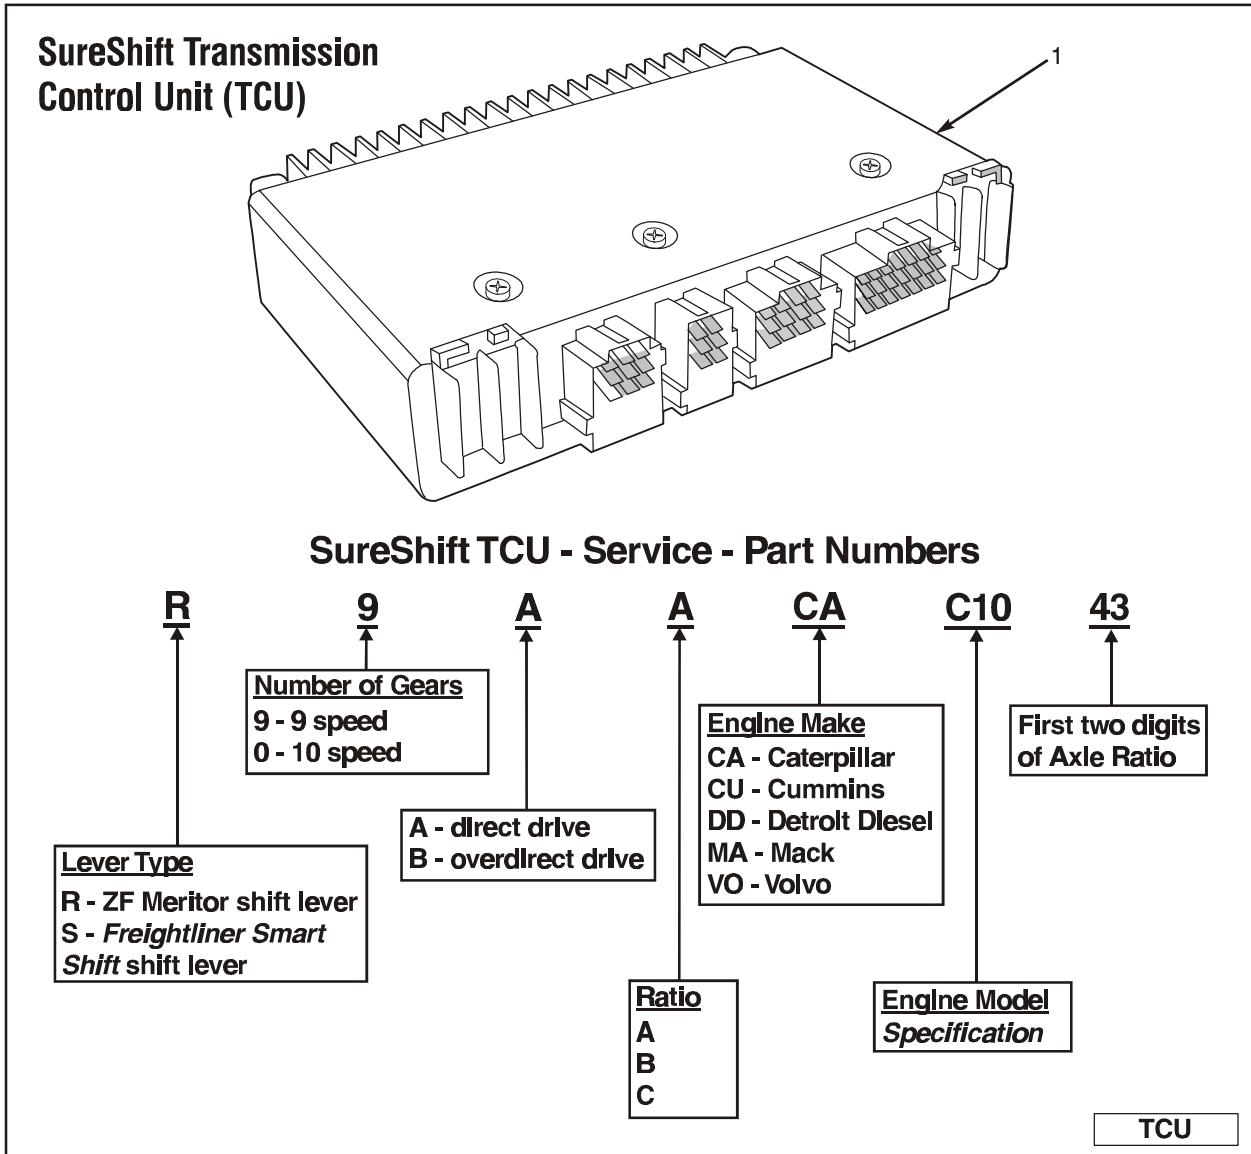 SureShift Transmission
Control Unit (TCU)
1
SureShift TCU - Service - Part Numbers
R 9 A A CA C10 43
Number of Gears
9 - 9 speed
0 - 10 speed
Engine Make
CA - Caterpillar
CU - Cummins
DD - Detroit Diesel
MA - Mack
VO - Volvo
First two digits
of Axle Ratio
A - direct drive
B - overdirect drive
Lever Type
R - ZF Meritor shift lever
S - Freightliner Smart
Shift shift lever
Ratio
A
B
C
Engine Model
Specification
TCU